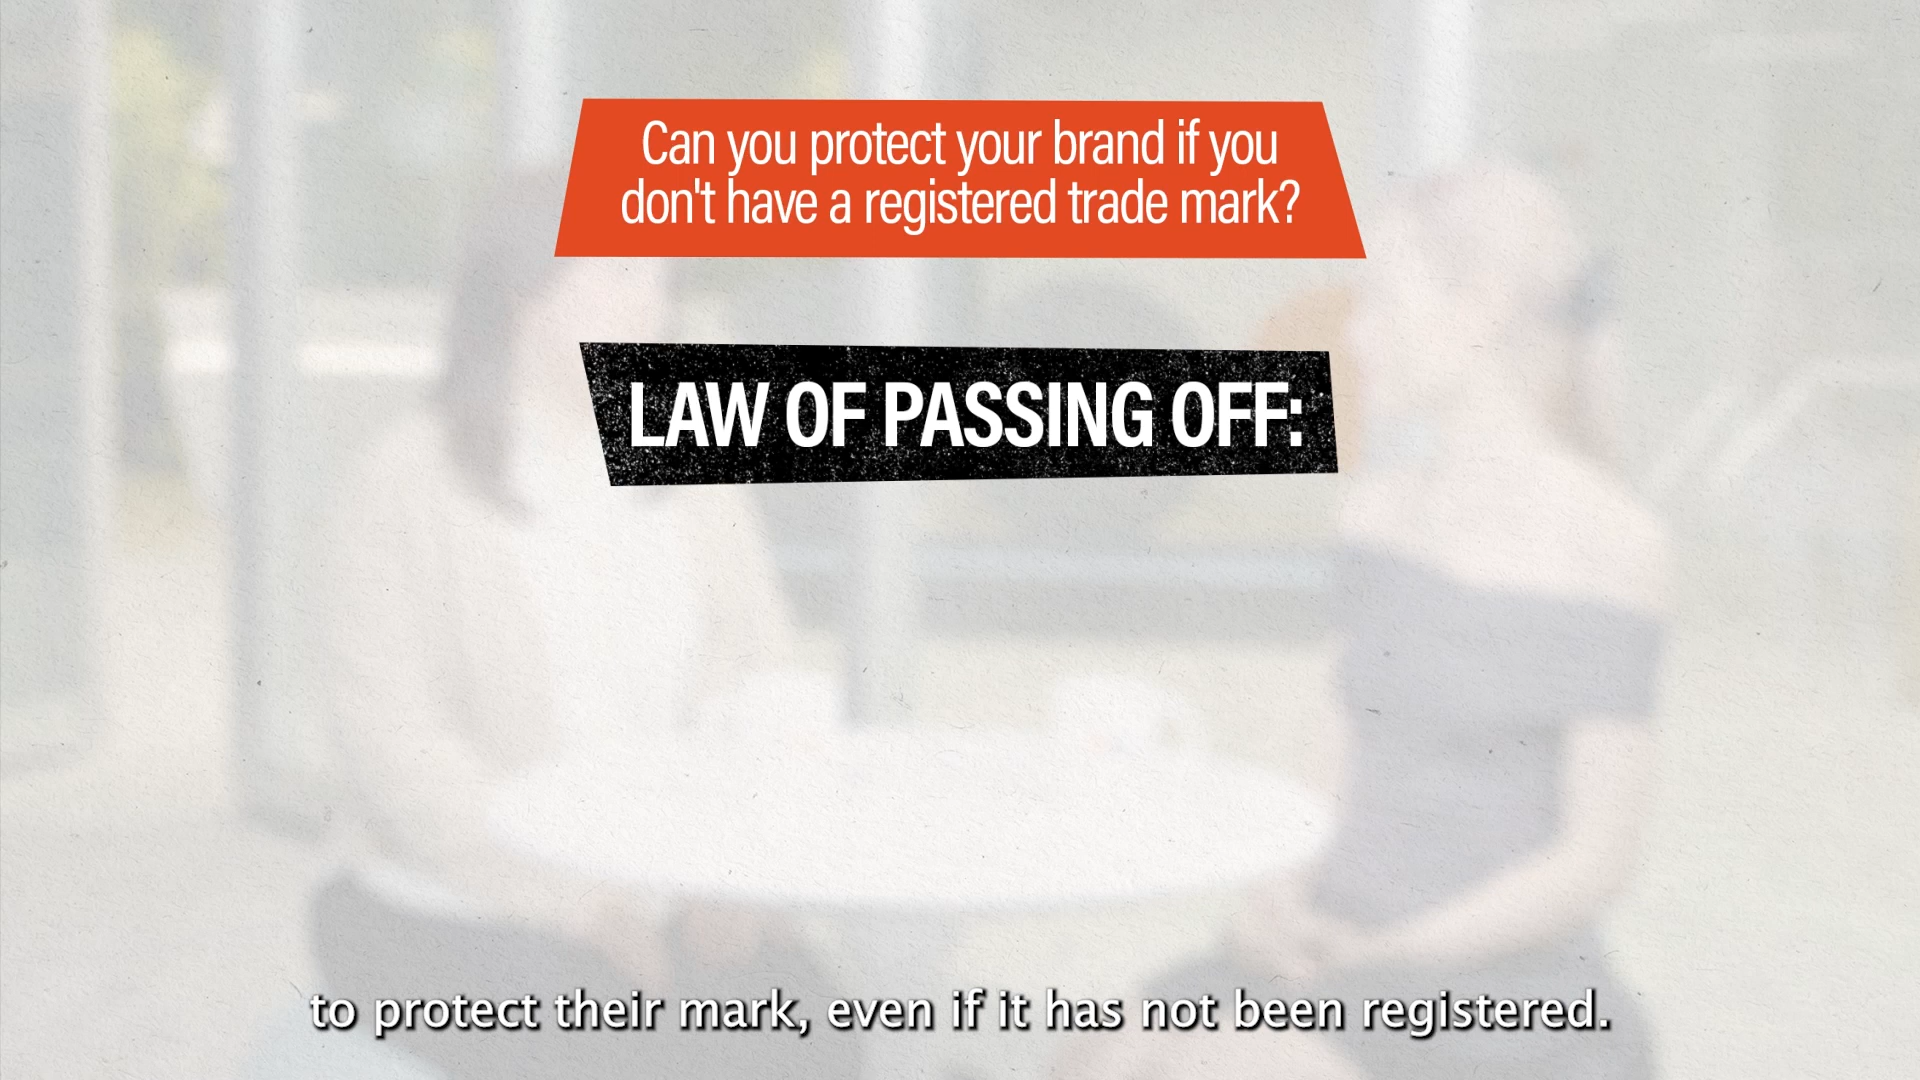 Can you protect your brand if you
don't have a registered trade mark?
LAW OF PASSING OFF:
to protect their mark, even if it has not been registered.